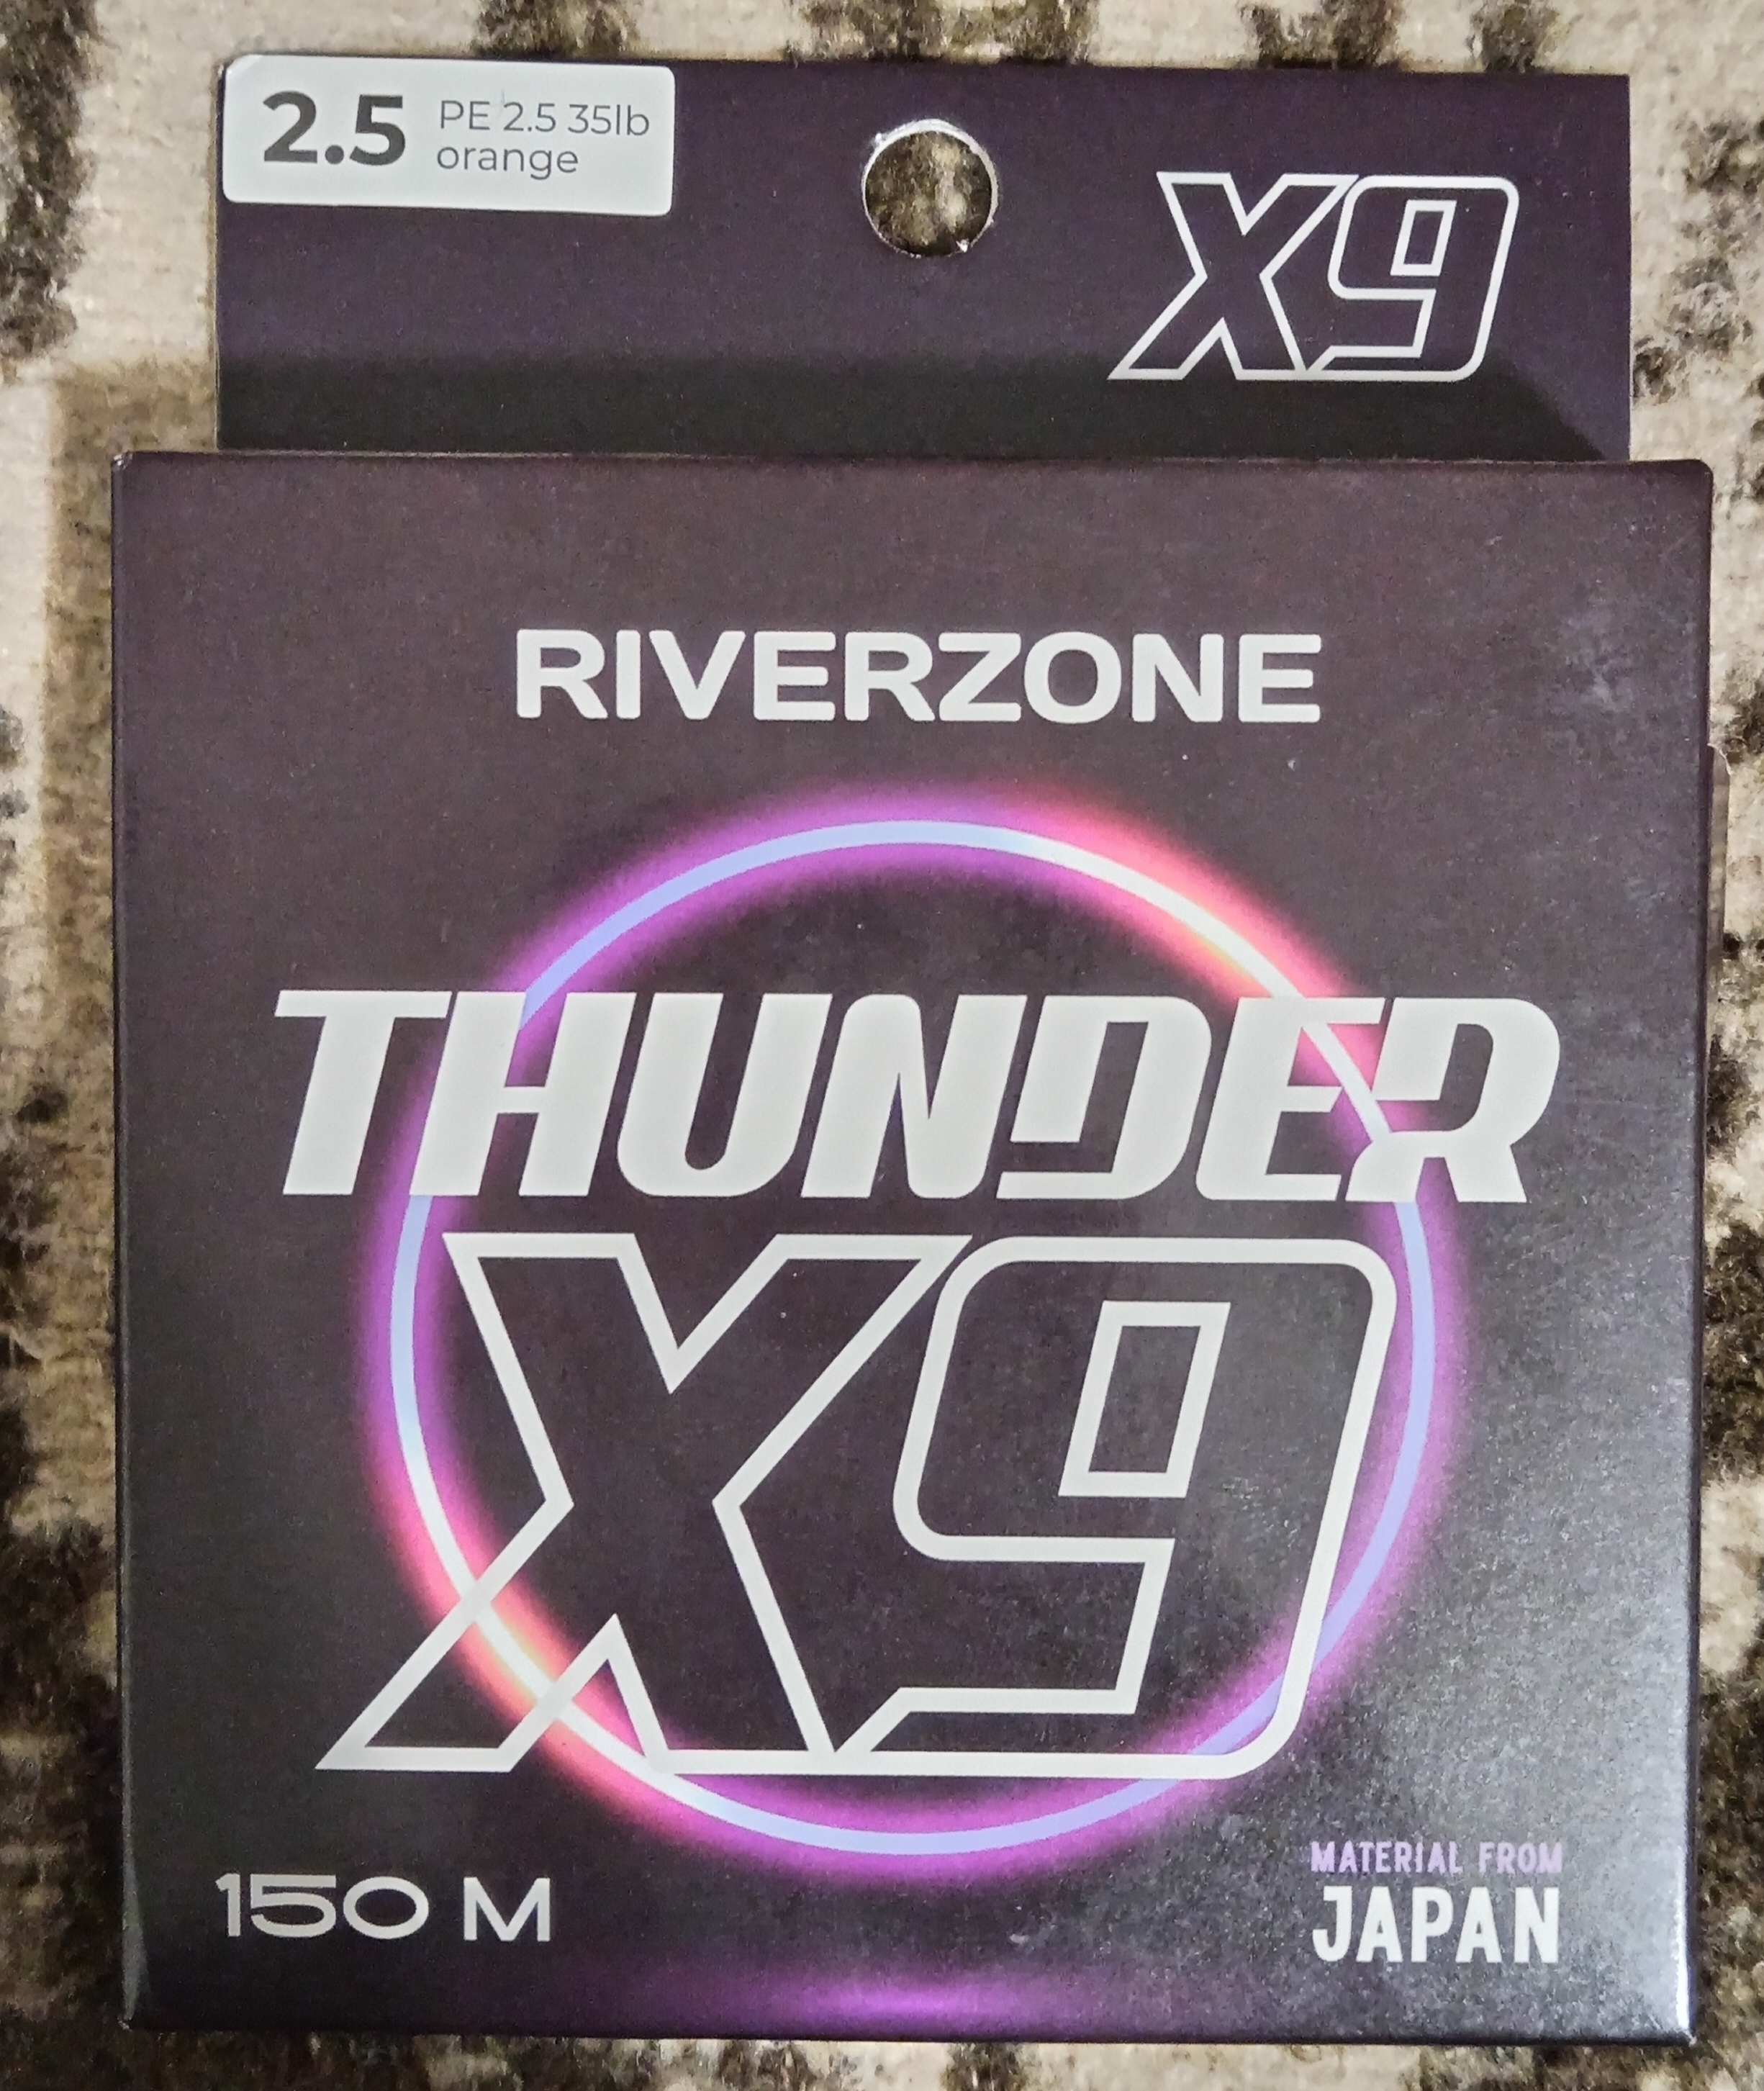 2.5
PE 2.5 35lb
orange
X9
RIVERZONE
THUNDER
X9
150 M
MATERIAL FROM
JAPAN